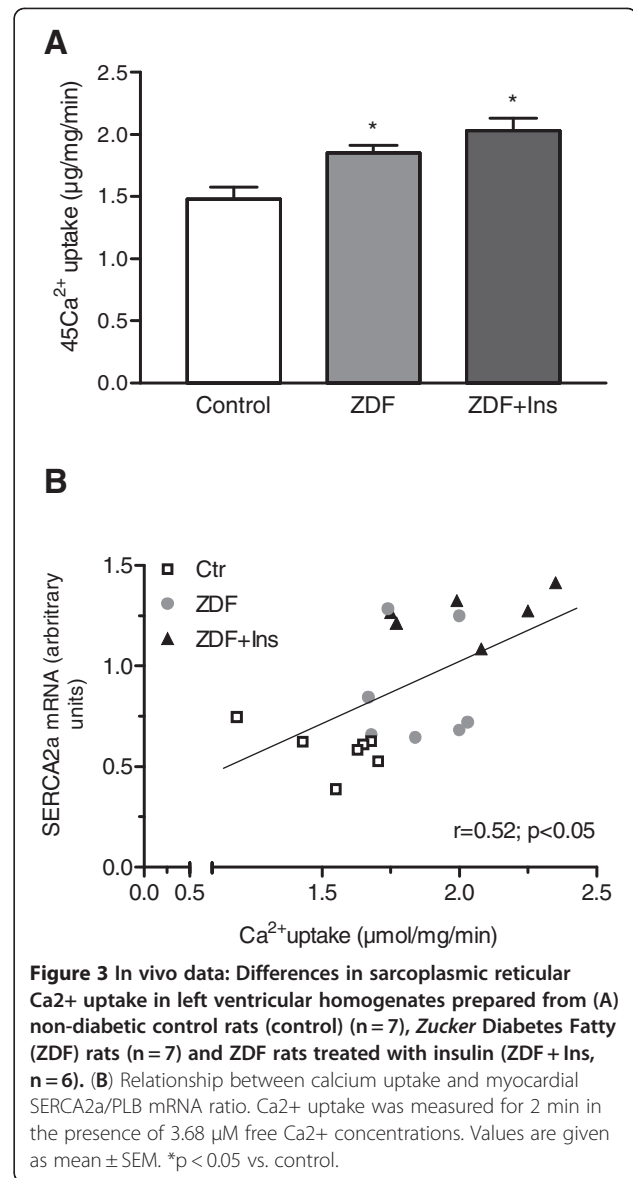 A
2.5
2.0
1.5
1.0
0.5
0.0
45Ca2+ uptake (µg/mg/min)
*
*
Control ZDF ZDF+Ins
B
1.5
1.0
0.5
0.0
SERCA2a mRNA (arbritrary
units)
Ctr
ZDF
ZDF+Ins
r=0.52; p<0.05
0.0 0.5 1.5 2.0 2.5
Ca2+uptake (µmol/mg/min)
Figure 3 In vivo data: Differences in sarcoplasmic reticular
Ca2+ uptake in left ventricular homogenates prepared from (A)
non-diabetic control rats (control) (n = 7), Zucker Diabetes Fatty
(ZDF) rats (n = 7) and ZDF rats treated with insulin (ZDF + Ins,
n = 6). (B) Relationship between calcium uptake and myocardial
SERCA2a/PLB mRNA ratio. Ca2+ uptake was measured for 2 min in
the presence of 3.68 µM free Ca2+ concentrations. Values are given
as mean ± SEM. *p < 0.05 vs. control.